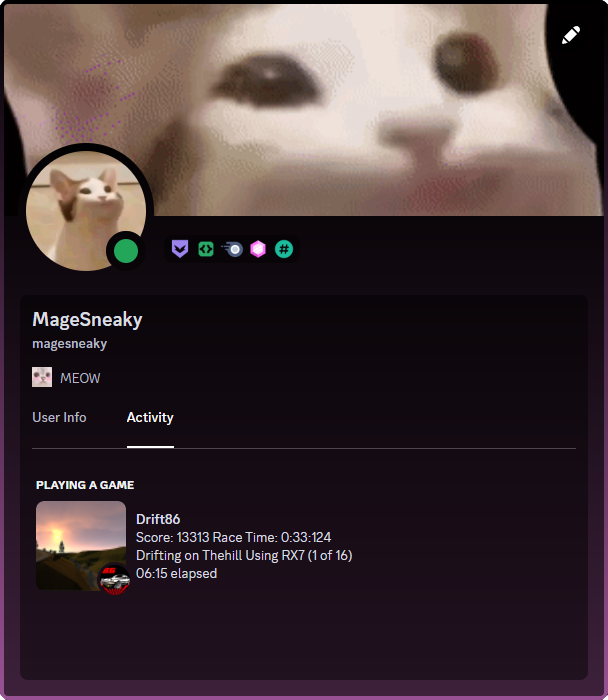 MageSneaky
magesneaky
MEOW
User Info
Activity
PLAYING A GAME
Drift86
Score: 13313 Race Time: 0:33:124
Drifting on Thehill Using RX7 (1 of 16)
06:15 elapsed
86